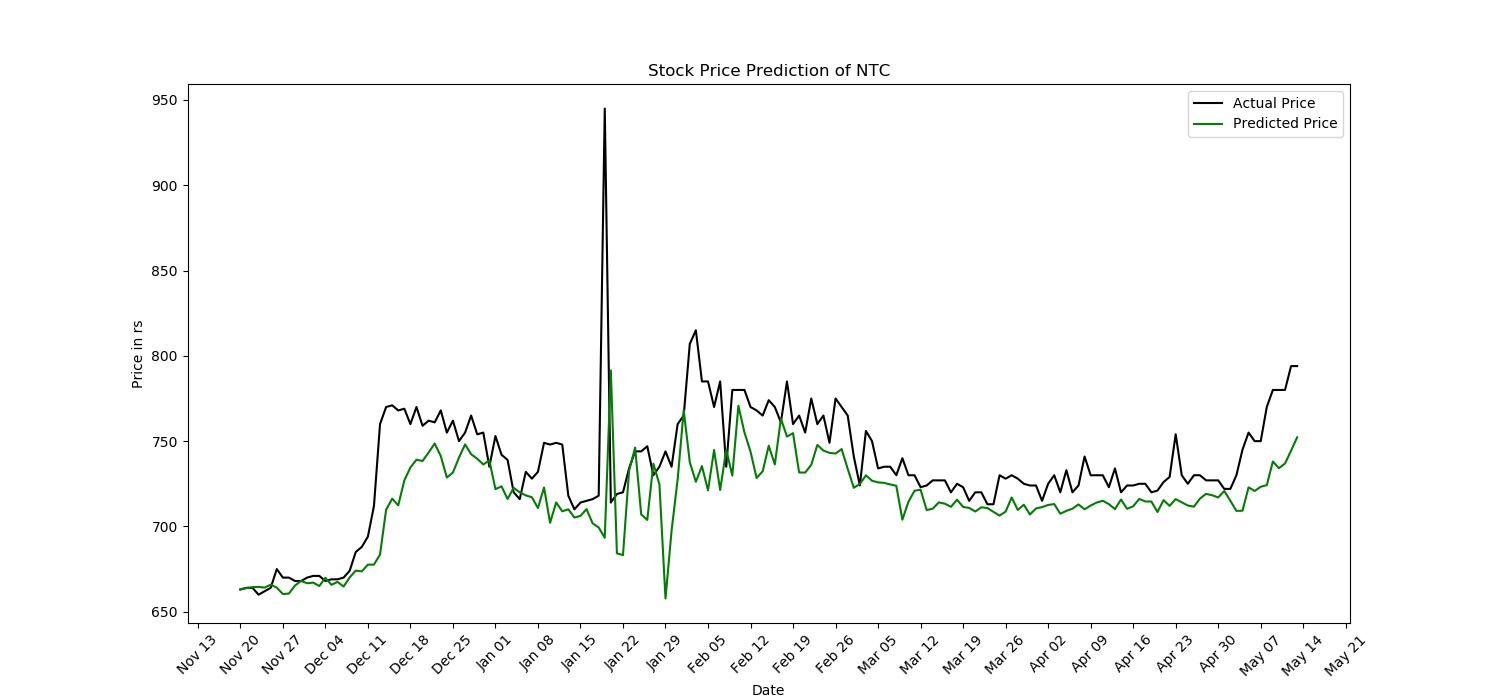 Stock Price Prediction of NTC
Actual Price
Predicted Price
950
900
850
800
750
700
650
Price in rs
Nov 13
Nov 20
Nov 27
Dec 04
Dec 11
Dec 18
Dec 25
Jan 01
Jan 08
Jan 15
Jan 22
Jan 29
Feb 05
Feb 12
Feb 19
Feb 26
Mar 05
Mar 12
Mar 19
Mar 26
Apr 02
Apr 09
Apr 16
Apr 23
Apr 30
May 07
May 14
May 21
Date